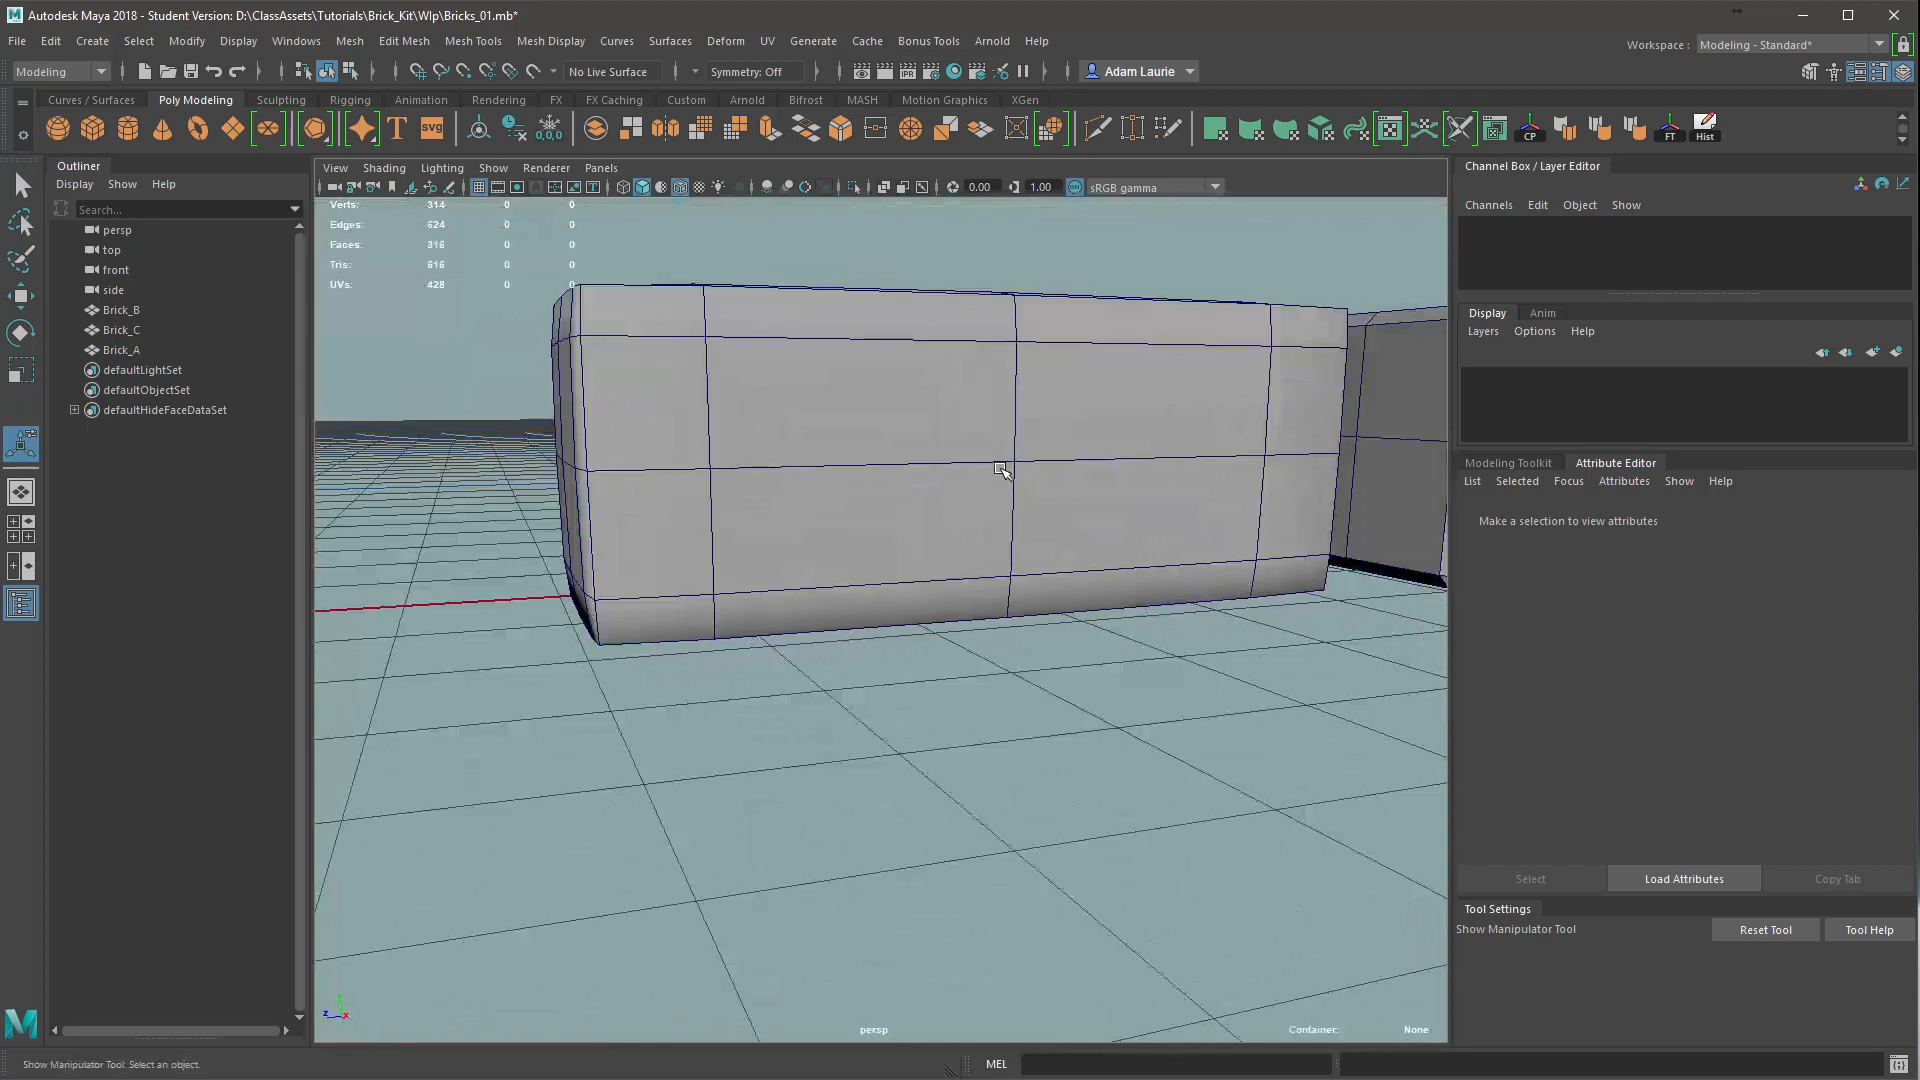 Autodesk Maya 2018 - Student Version: D:\ClassAssets\Tutorials\Brick_Kit\WIp\Bricks_01.mb*
File Edit Create Select Modify Display Windows Mesh Edit Mesh Mesh Tools Mesh Display Curves Surfaces Deform UV Generate Cache Bonus Tools Arnold Help
Workspace : Modeling - Standard*
Modeling No Live Surface Symmetry: Off Adam Laurie
Curves / Surfaces Poly Modeling Sculpting Rigging Animation Rendering FX FX Caching Custom Arnold Bifrost MASH Motion Graphics XGen
T SVG 0,0,0 CP FT Hist
Outliner
Display Show Help
Search...
persp
top
front
side
Brick_B
Brick_C
Brick_A
defaultLightSet
defaultObjectSet
defaultHideFaceDataSet
View Shading Lighting Show Renderer Panels
0.00 1.00 sRGB gamma
Verts: 314 0 0
Edges: 624 0 0
Faces: 316 0 0
Tris: 616 0 0
UVs: 428 0 0
persp
Container: None
Channel Box / Layer Editor
Channels Edit Object Show
Display Anim
Layers Options Help
Modeling Toolkit Attribute Editor
List Selected Focus Attributes Show Help
Make a selection to view attributes
Select Load Attributes Copy Tab
Tool Settings
Show Manipulator Tool Reset Tool Tool Help
Show Manipulator Tool: Select an object.
MEL